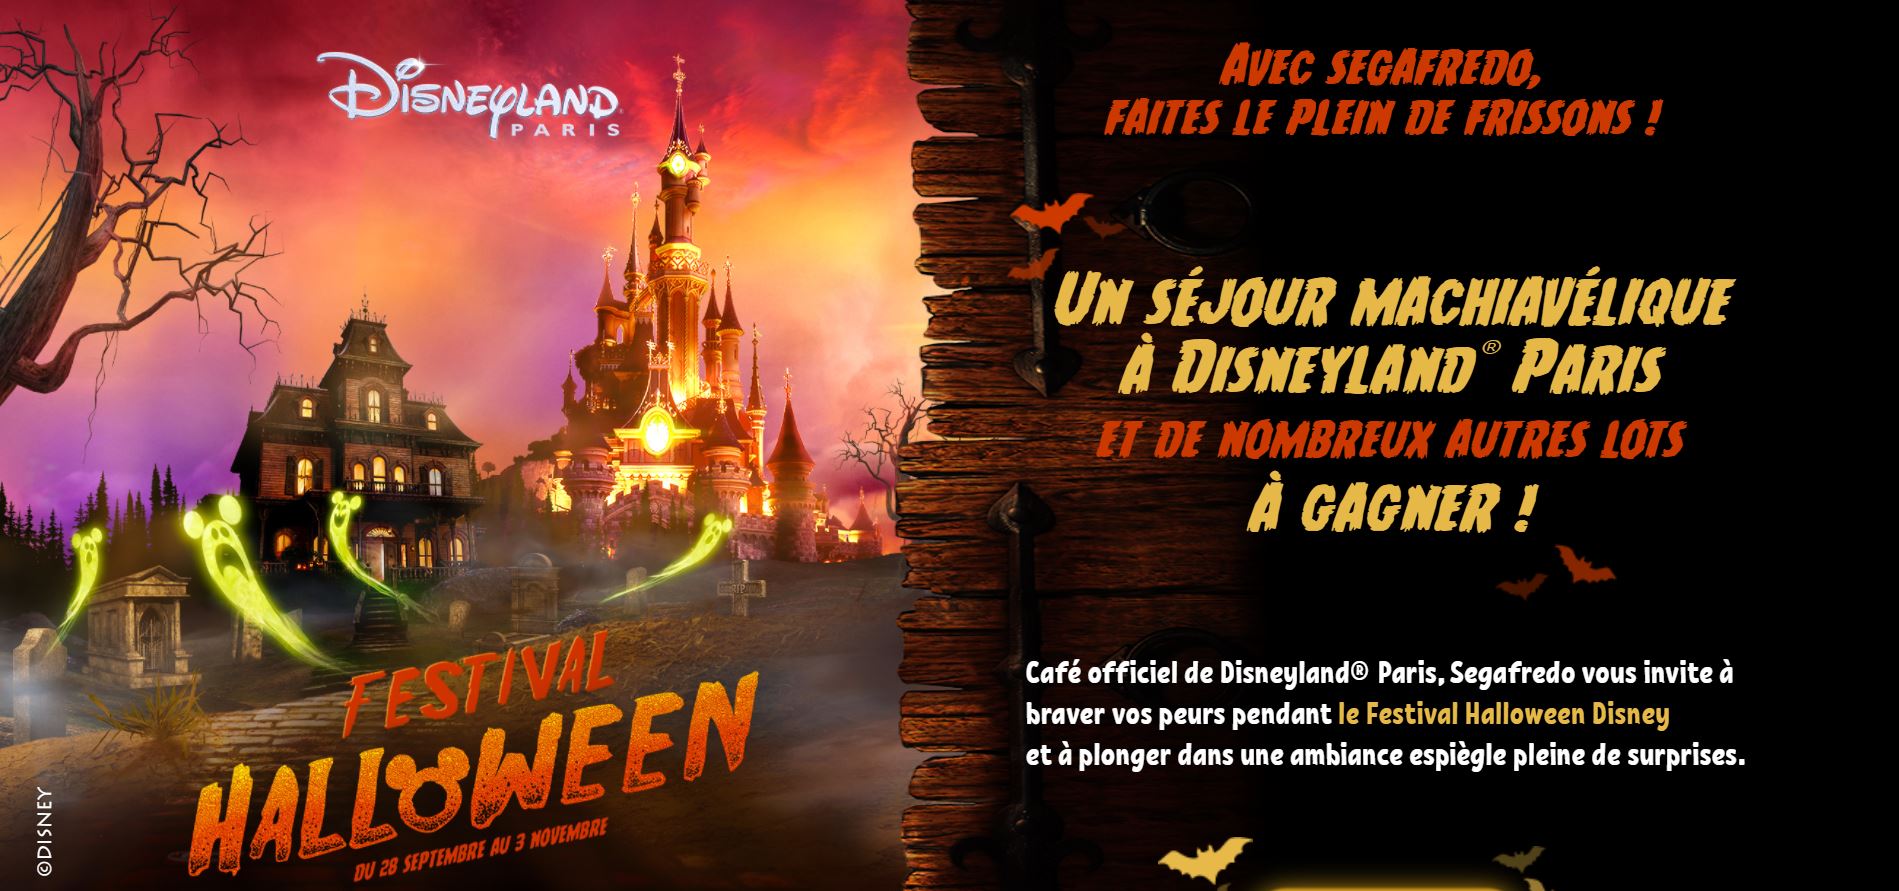 Disneyland
PARIS
FESTIVAL
HALLOWEEN
DU 28 SEPTEMBRE AU 3 NOVEMBRE
©DISNEY
RIP
AVEC SEGAFREDO,
FAITES LE PLEIN DE FRISSONS !
UN SÉJOUR MACHIAVÉLIQUE
À DISNEYLAND® PARIS
ET DE NOMBREUX AUTRES LOTS
À GAGNER !
Café officiel de Disneyland® Paris, Segafredo vous invite à
braver vos peurs pendant le Festival Halloween Disney
et à plonger dans une ambiance espiègle pleine de surprises.